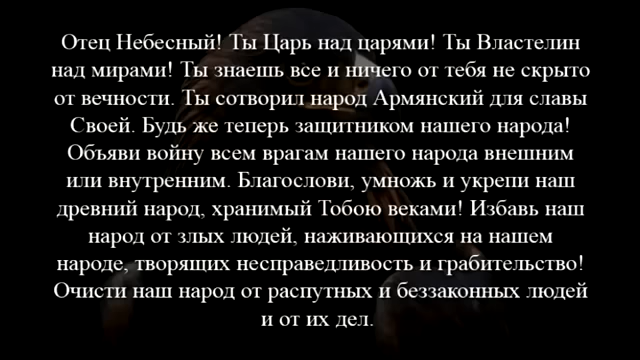 Отец Небесный! Ты Царь над царями! Ты Властелин
над мирами! Ты знаешь все и ничего от тебя не скрыто
от вечности. Ты сотворил народ Армянский для славы
Своей. Будь же теперь защитником нашего народа!
Объяви войну всем врагам нашего народа внешним
или внутренним. Благослови, умножь и укрепи наш
древний народ, хранимый Тобою веками! Избавь наш
народ от злых людей, наживающихся на нашем
народе, творящих несправедливость и грабительство!
Очисти наш народ от распутных и беззаконных людей
и от их дел.